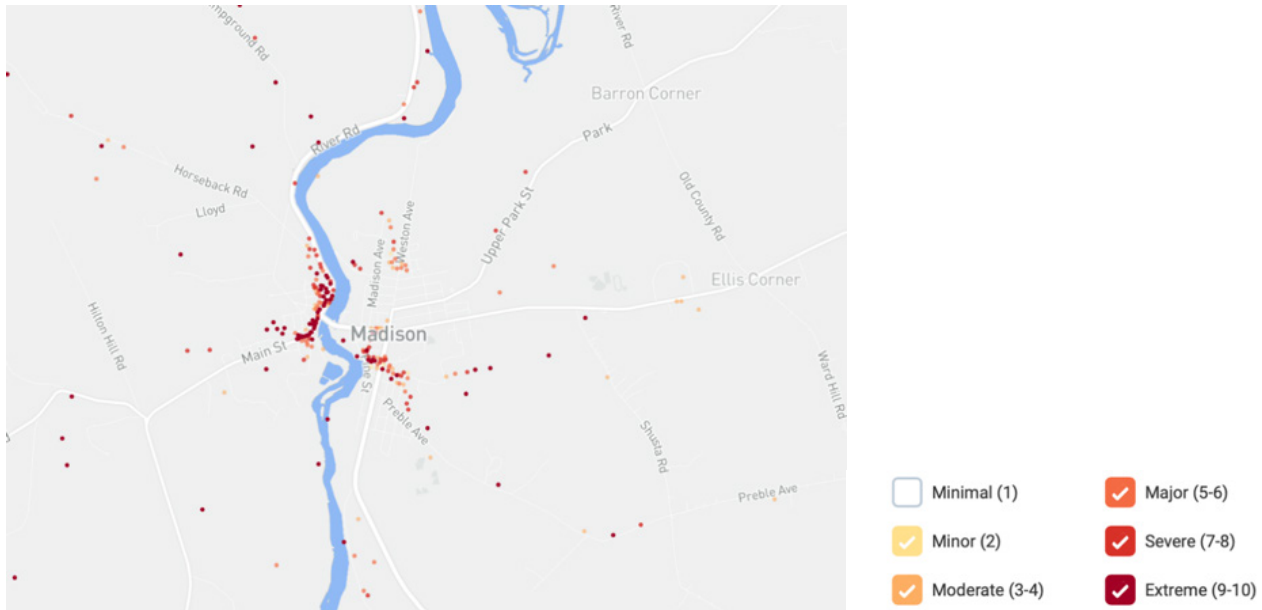 mpground Rd
River Rd
Barron Corner
River Rd
Park
Horseback Rd
Lloyd
Old County Rd
Weston Ave
Upper Park St
Madison Ave
Ellis Corner
Hilton Hill Rd
Madison
Main St
Ward Hill Rd
Preble Ave
Shusta Rd
Preble Ave
Minimal (1)
Major (5-6)
Minor (2)
Severe (7-8)
Moderate (3-4)
Extreme (9-10)